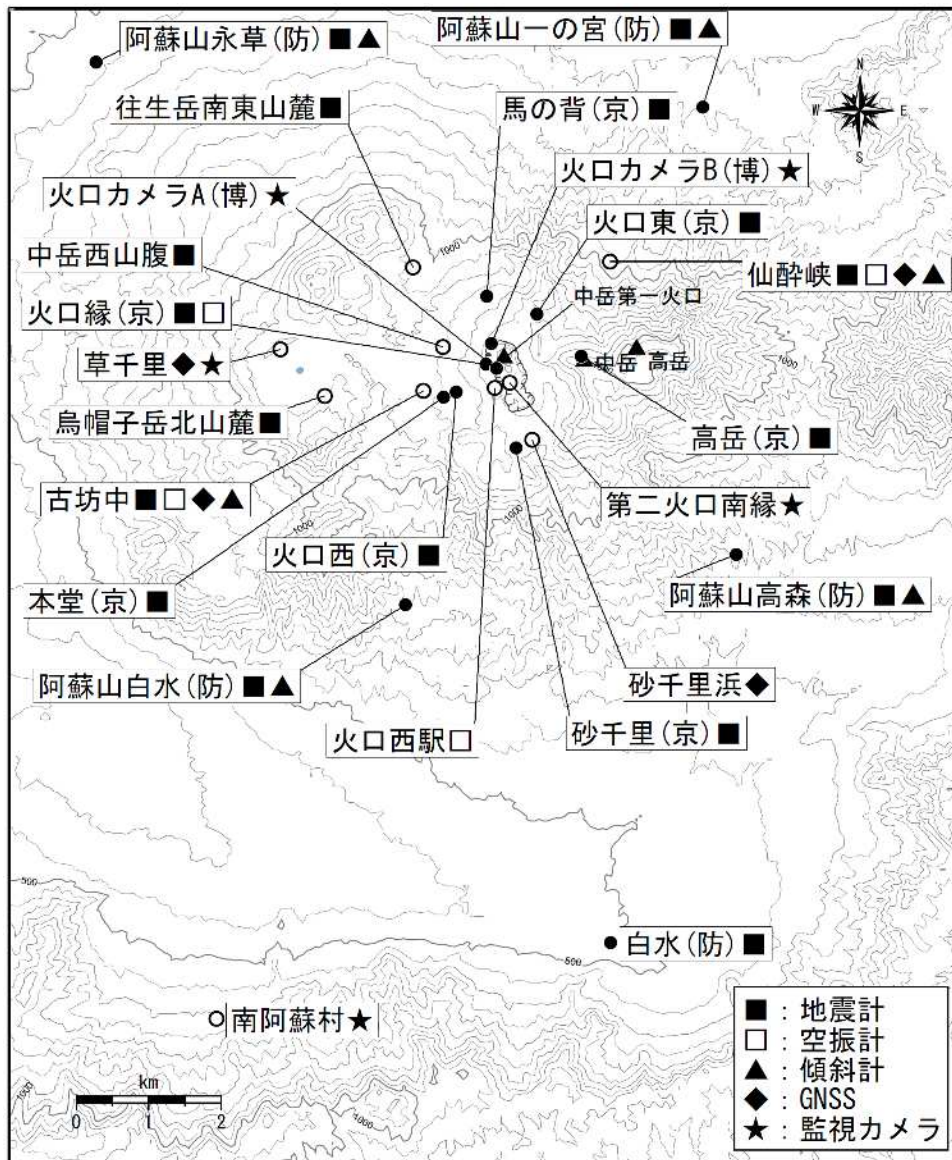 阿蘇山永草(防)■▲
阿蘇山一の宮(防)■▲
往生岳南東山麓■
馬の背(京)■
N
W
E
S
火口カメラA(博)★
火口カメラB(博)★
中岳西山腹■
火口東(京)■
1000
仙酔峡■□◆▲
火口縁(京)■□
中岳第一火口
草千里◆★
中岳
高岳
1000
烏帽子岳北山麓■
高岳(京)■
古坊中■□◆▲
第二火口南縁★
1000
1000
火口西(京)■
本堂(京)■
阿蘇山高森(防)■▲
阿蘇山白水(防)■▲
砂千里浜◆
火口西駅□
砂千里(京)■
500
白水(防)■
500
南阿蘇村★
km
0 1 2
1000
1000
■:地震計
□:空振計
▲:傾斜計
◆:GNSS
★:監視カメラ